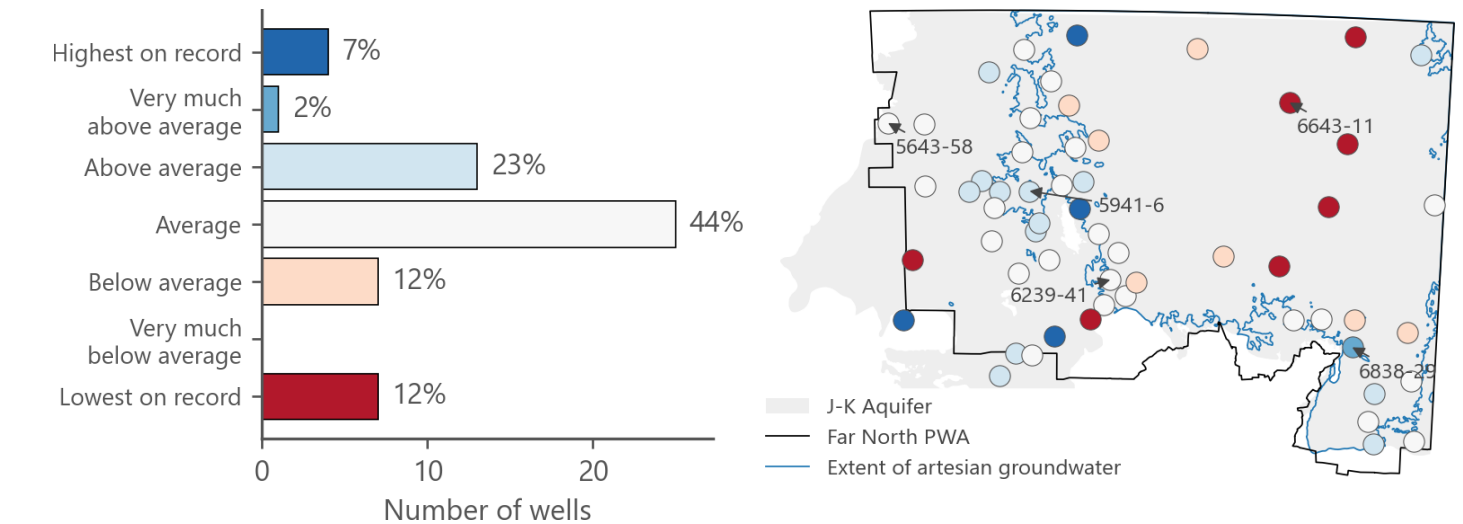 Highest on record
7%
Very much
above average
2%
Above average
23%
Average
44%
Below average
12%
Very much
below average
Lowest on record
12%
0
10
20
Number of wells
5643-58
6643-11
5941-6
6239-41
6838-29
J-K Aquifer
Far North PWA
Extent of artesian groundwater